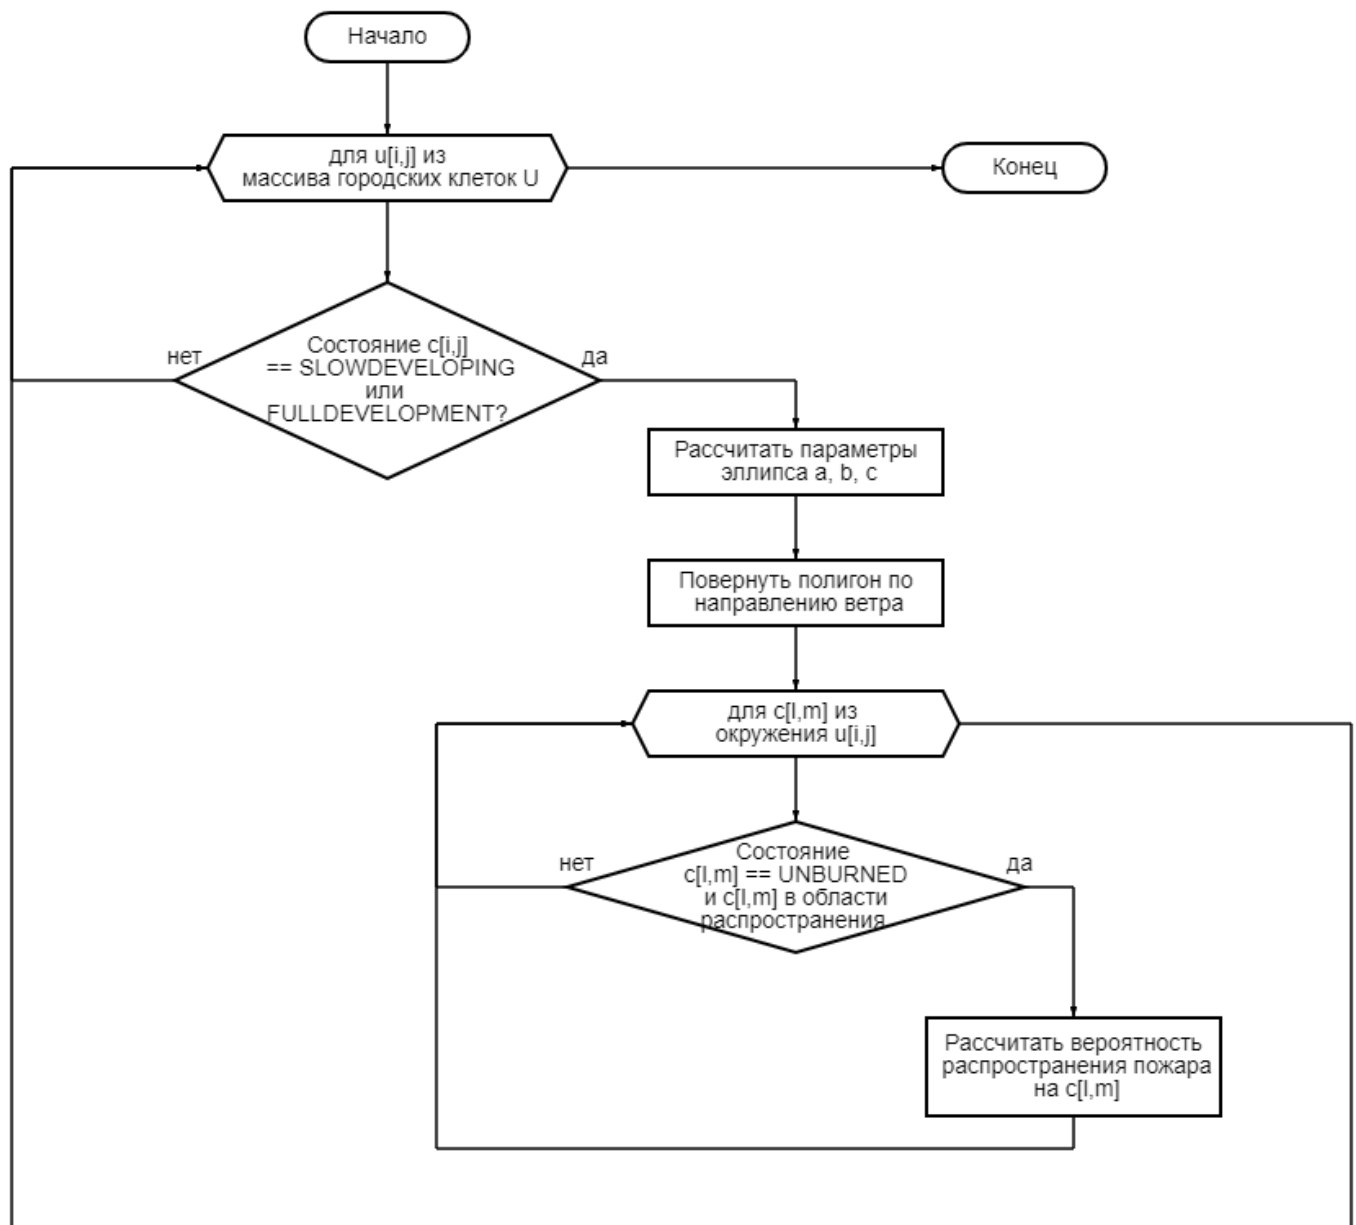 Начало
для u[i,j] из
массива городских клеток U
Конец
Состояние c[i,j]
== SLOWDEVELOPING
или
FULLDEVELOPMENT?
нет
да
Рассчитать параметры
эллипса a, b, c
Повернуть полигон по
направлению ветра
для c[l,m] из
окружения u[i,j]
Состояние
c[l,m] == UNBURNED
и c[l,m] в области
распространения
нет
да
Рассчитать вероятность
распространения пожара
на c[l,m]